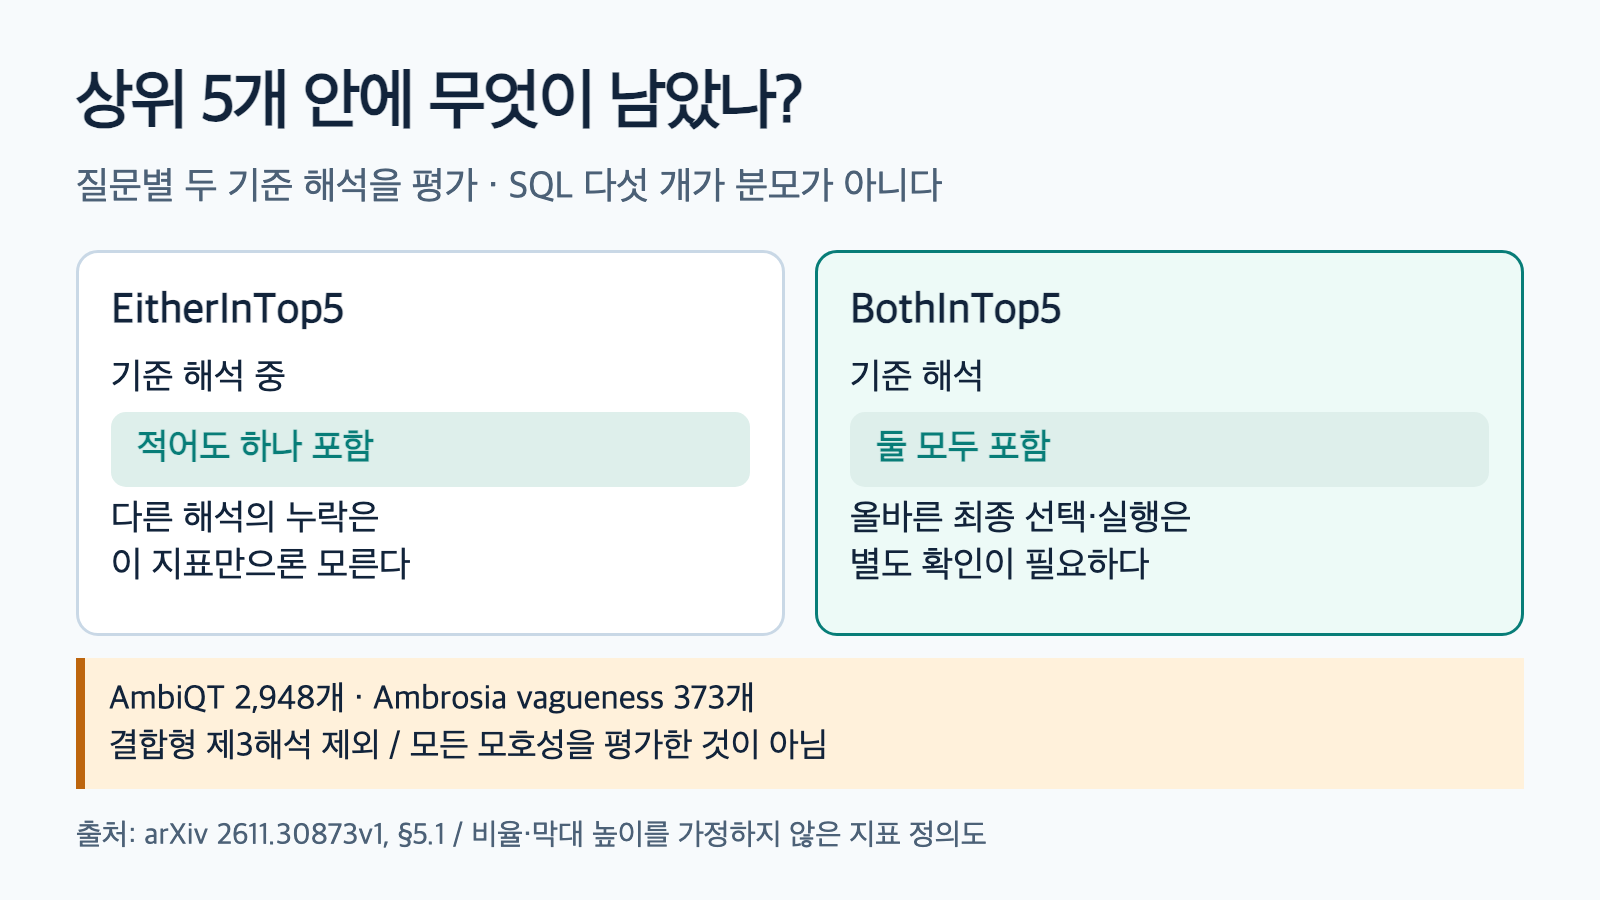 상위 5개 안에 무엇이 남았나?
질문별 두 기준 해석을 평가 · SQL 다섯 개가 분모가 아니다
EitherInTop5
기준 해석 중
적어도 하나 포함
다른 해석의 누락은
이 지표만으론 모른다
BothInTop5
기준 해석
둘 모두 포함
올바른 최종 선택·실행은
별도 확인이 필요하다
AmbiQT 2,948개 · Ambrosia vagueness 373개
결합형 제3해석 제외 / 모든 모호성을 평가한 것이 아님
출처: arXiv 2611.30873v1, §5.1 / 비율·막대 높이를 가정하지 않은 지표 정의도